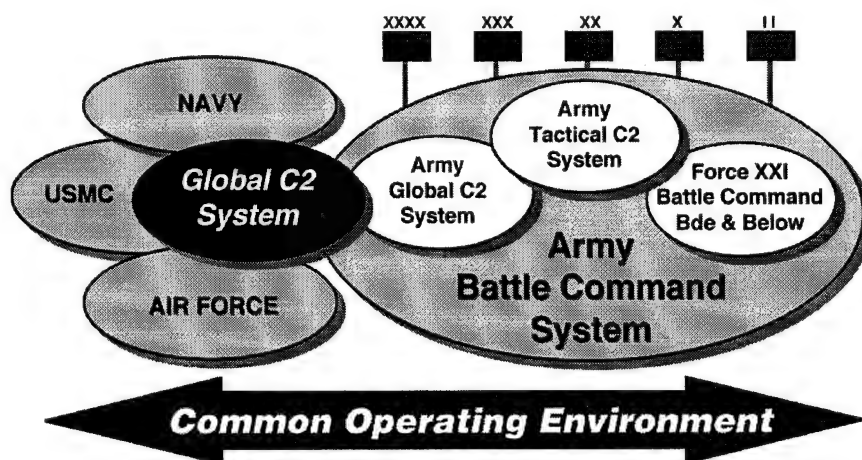 XXXX XXX XX X II
NAVY
USMC
Global C2
System
AIR FORCE
Army
Global C2
System
Army
Tactical C2
System
Force XXI
Battle Command
Bde & Below
Army
Battle Command
System
Common Operating Environment